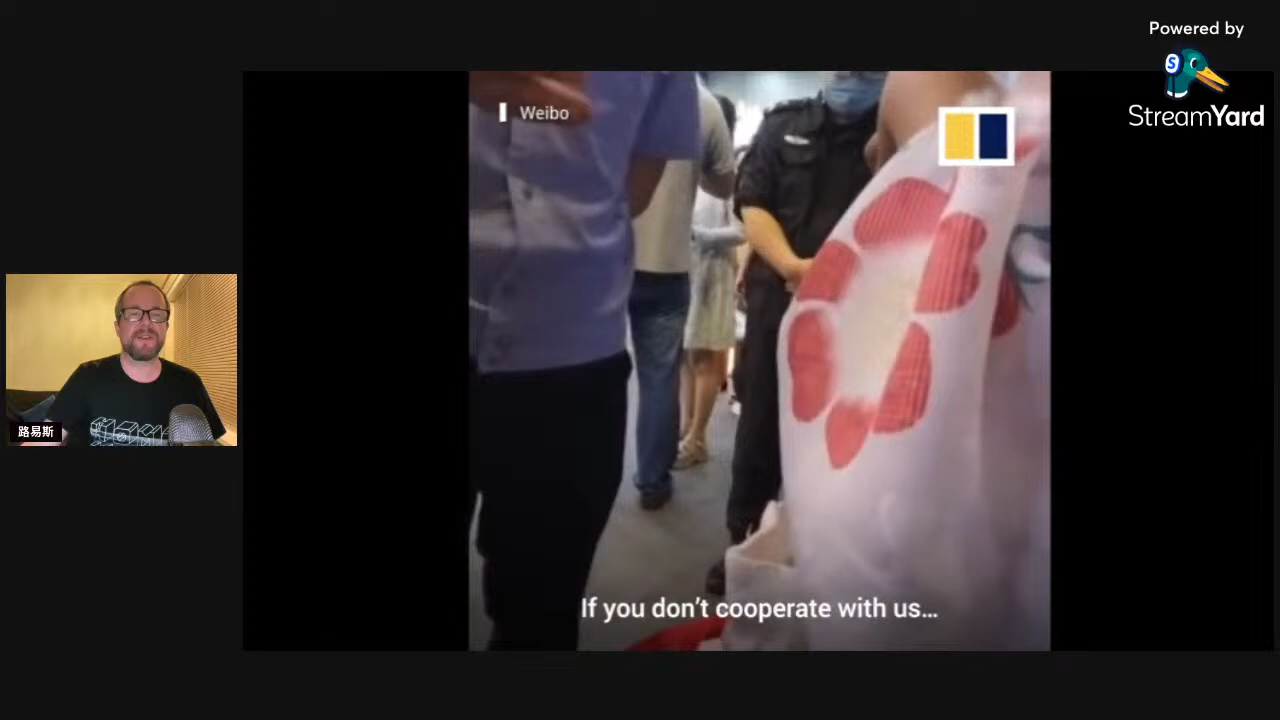 Powered by
StreamYard
Weibo
路易斯
If you don't cooperate with us...